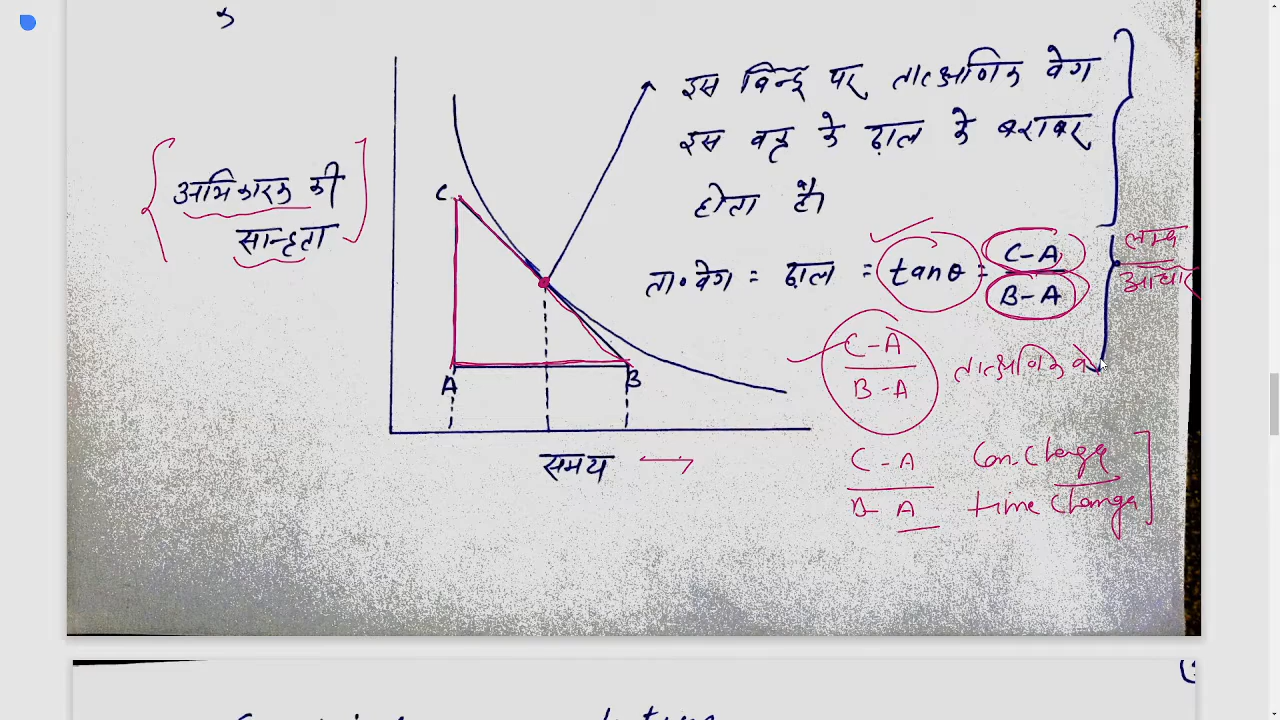 इस बिन्दु पर तात्क्षणिक वेग
इस वक्र के ढ़ाल के बराबर
होता है।
अभिकारक की
सान्द्रता
C
A
B
ता० वेग = ढ़ाल = tanθ = C-A / B-A
लम्ब
आधार
C-A
B-A
तात्क्षणिक वे
C-A Con. Change
B-A time Change
समय →